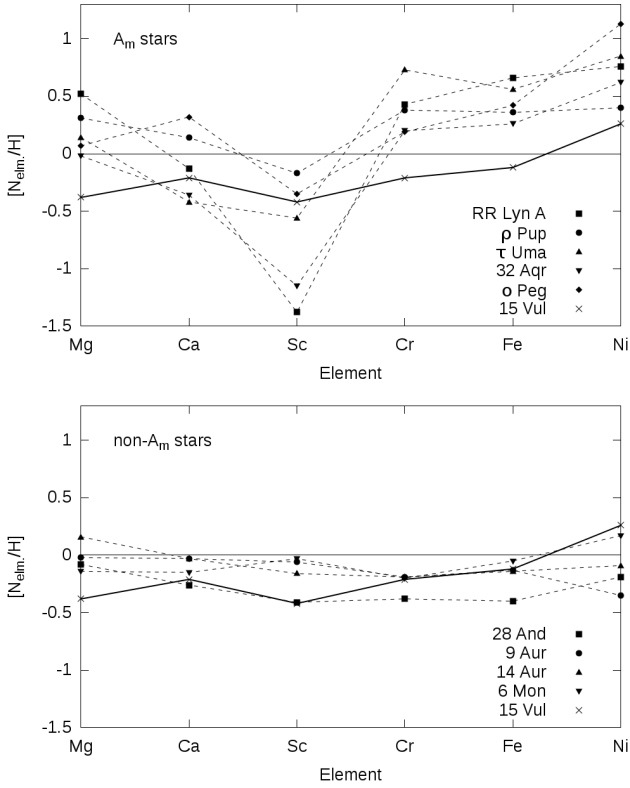 A_m stars
1
0.5
0
-0.5
-1
-1.5
[N_elm./H]
RR Lyn A
ρ Pup
τ Uma
32 Aqr
ο Peg
15 Vul
Mg Ca Sc Cr Fe Ni
Element
non-A_m stars
1
0.5
0
-0.5
-1
-1.5
[N_elm./H]
28 And
9 Aur
14 Aur
6 Mon
15 Vul
Mg Ca Sc Cr Fe Ni
Element